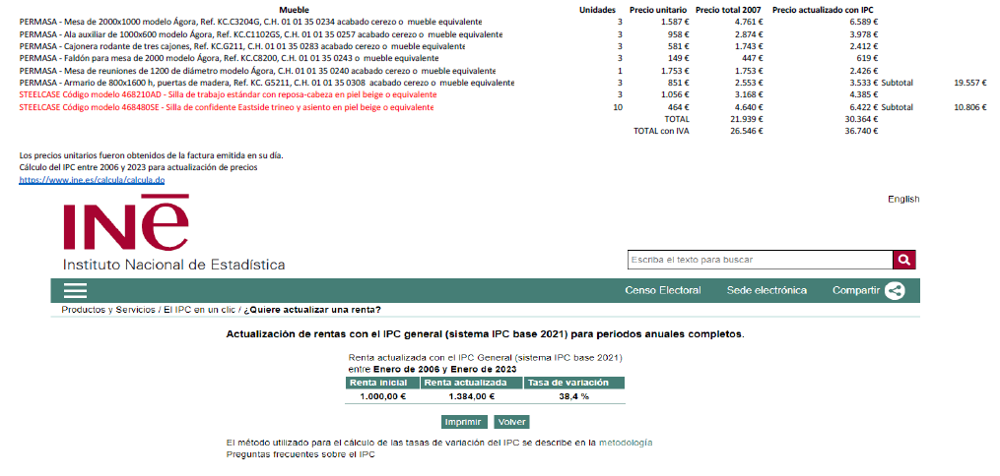 Mueble Unidades Precio unitario Precio total 2007 Precio actualizado con IPC
PERMASA - Mesa de 2000x1000 modelo Ágora, Ref. KC.C3204G, C.H. 01 01 35 0234 acabado cerezo o mueble equivalente 3 1.587 € 4.761 € 6.589 €
PERMASA - Ala auxiliar de 1000x600 modelo Ágora, Ref. KC.C1102GS, C.H. 01 01 35 0257 acabado cerezo o mueble equivalente 3 958 € 2.874 € 3.978 €
PERMASA - Cajonera rodante de tres cajones, Ref. KC.G211, C.H. 01 01 35 0283 acabado cerezo o mueble equivalente 3 581 € 1.743 € 2.412 €
PERMASA - Faldón para mesa de 2000 modelo Ágora, Ref. KC.C8200, C.H. 01 01 35 0243 o mueble equivalente 3 149 € 447 € 619 €
PERMASA - Mesa de reuniones de 1200 de diámetro modelo Ágora, C.H. 01 01 35 0240 acabado cerezo o mueble equivalente 1 1.753 € 1.753 € 2.426 €
PERMASA - Armario de 800x1600 h, puertas de madera, Ref. KC. G5211, C.H. 01 01 35 0308 acabado cerezo o mueble equivalente 3 851 € 2.553 € 3.533 € Subtotal 19.557 €
STEELCASE Código modelo 468210AD - Silla de trabajo estándar con reposa-cabeza en piel beige o equivalente 3 1.056 € 3.168 € 4.385 €
STEELCASE Código modelo 468480SE - Silla de confidente Eastside trineo y asiento en piel beige o equivalente 10 464 € 4.640 € 6.422 € Subtotal 10.806 €
TOTAL 21.939 € 30.364 €
TOTAL con IVA 26.546 € 36.740 €
Los precios unitarios fueron obtenidos de la factura emitida en su día.
Cálculo del IPC entre 2006 y 2023 para actualización de precios
https://www.ine.es/calcula/calcula.do
English
INe
Instituto Nacional de Estadística
Escriba el texto para buscar
Censo Electoral Sede electrónica Compartir
Productos y Servicios / El IPC en un clic / ¿Quiere actualizar una renta?
Actualización de rentas con el IPC general (sistema IPC base 2021) para periodos anuales completos.
Renta actualizada con el IPC General (sistema IPC base 2021)
entre Enero de 2006 y Enero de 2023
Renta inicial Renta actualizada Tasa de variación
1.000,00 € 1.384,00 € 38,4 %
Imprimir Volver
El método utilizado para el cálculo de las tasas de variación del IPC se describe en la metodología
Preguntas frecuentes sobre el IPC